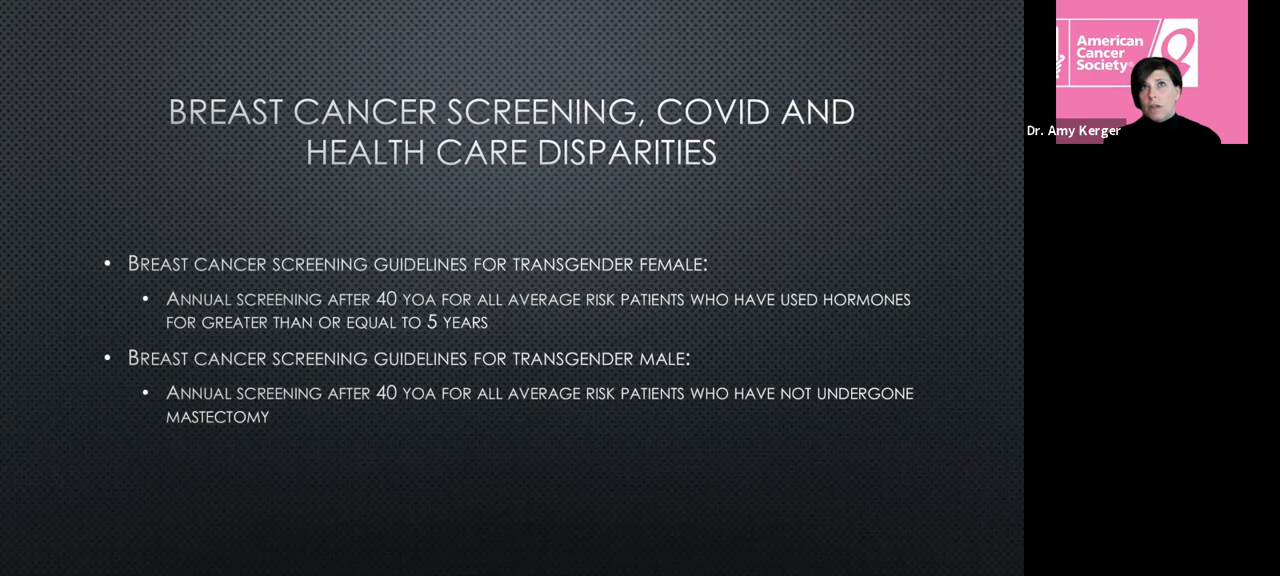 BREAST CANCER SCREENING, COVID AND
HEALTH CARE DISPARITIES
• BREAST CANCER SCREENING GUIDELINES FOR TRANSGENDER FEMALE:
• ANNUAL SCREENING AFTER 40 YOA FOR ALL AVERAGE RISK PATIENTS WHO HAVE USED HORMONES
FOR GREATER THAN OR EQUAL TO 5 YEARS
• BREAST CANCER SCREENING GUIDELINES FOR TRANSGENDER MALE:
• ANNUAL SCREENING AFTER 40 YOA FOR ALL AVERAGE RISK PATIENTS WHO HAVE NOT UNDERGONE
MASTECTOMY
American
Cancer
Society®
Dr. Amy Kerger